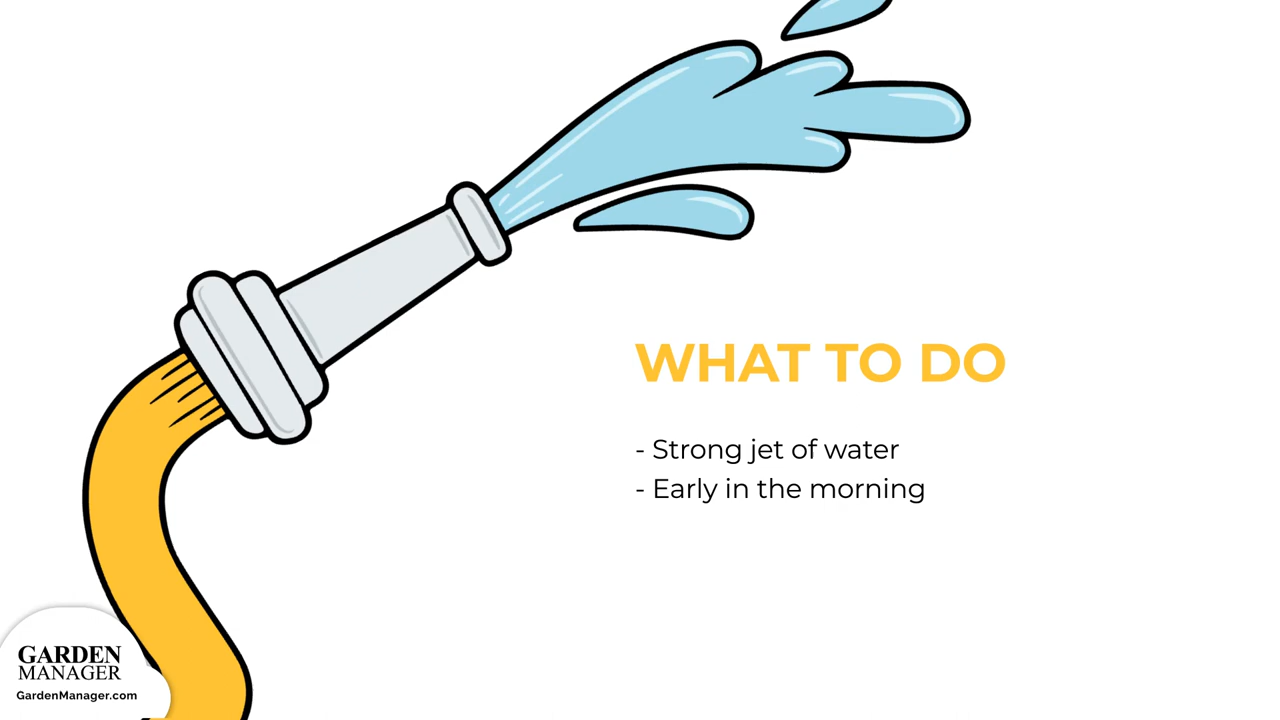 WHAT TO DO
- Strong jet of water
- Early in the morning
GARDEN
MANAGER
GardenManager.com